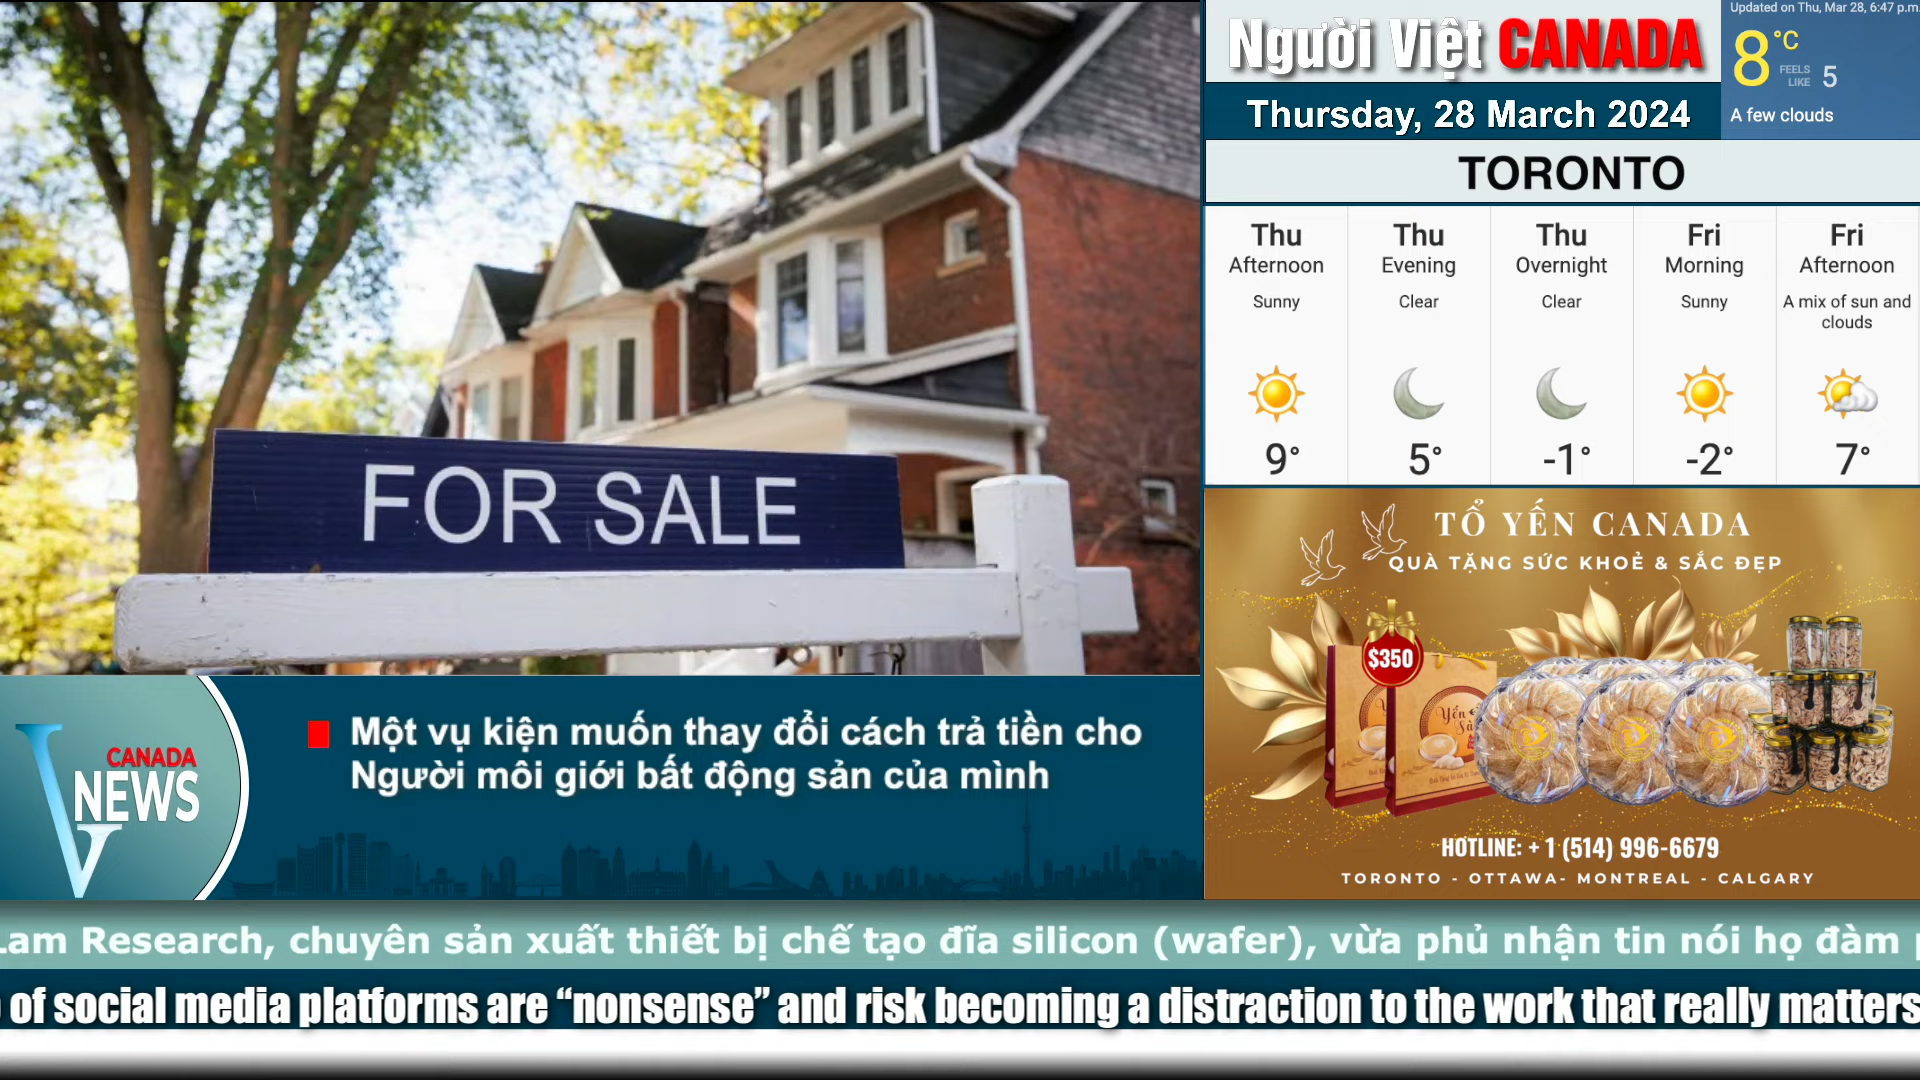 FOR SALE
CANADA
NEWS
Một vụ kiện muốn thay đổi cách trả tiền cho
Người môi giới bất động sản của mình
Người Việt CANADA
Thursday, 28 March 2024
Updated on Thu, Mar 28, 6:47 p.m.
8 °C
FEELS LIKE 5
A few clouds
TORONTO
Thu Thu Thu Fri Fri
Afternoon Evening Overnight Morning Afternoon
Sunny Clear Clear Sunny A mix of sun and
clouds
9° 5° -1° -2° 7°
TỔ YẾN CANADA
QUÀ TẶNG SỨC KHOẺ & SẮC ĐẸP
$350
Yến
HOTLINE: + 1 (514) 996-6679
TORONTO - OTTAWA- MONTREAL - CALGARY
Lam Research, chuyên sản xuất thiết bị chế tạo đĩa silicon (wafer), vừa phủ nhận tin nói họ đàm
of social media platforms are “nonsense” and risk becoming a distraction to the work that really matters